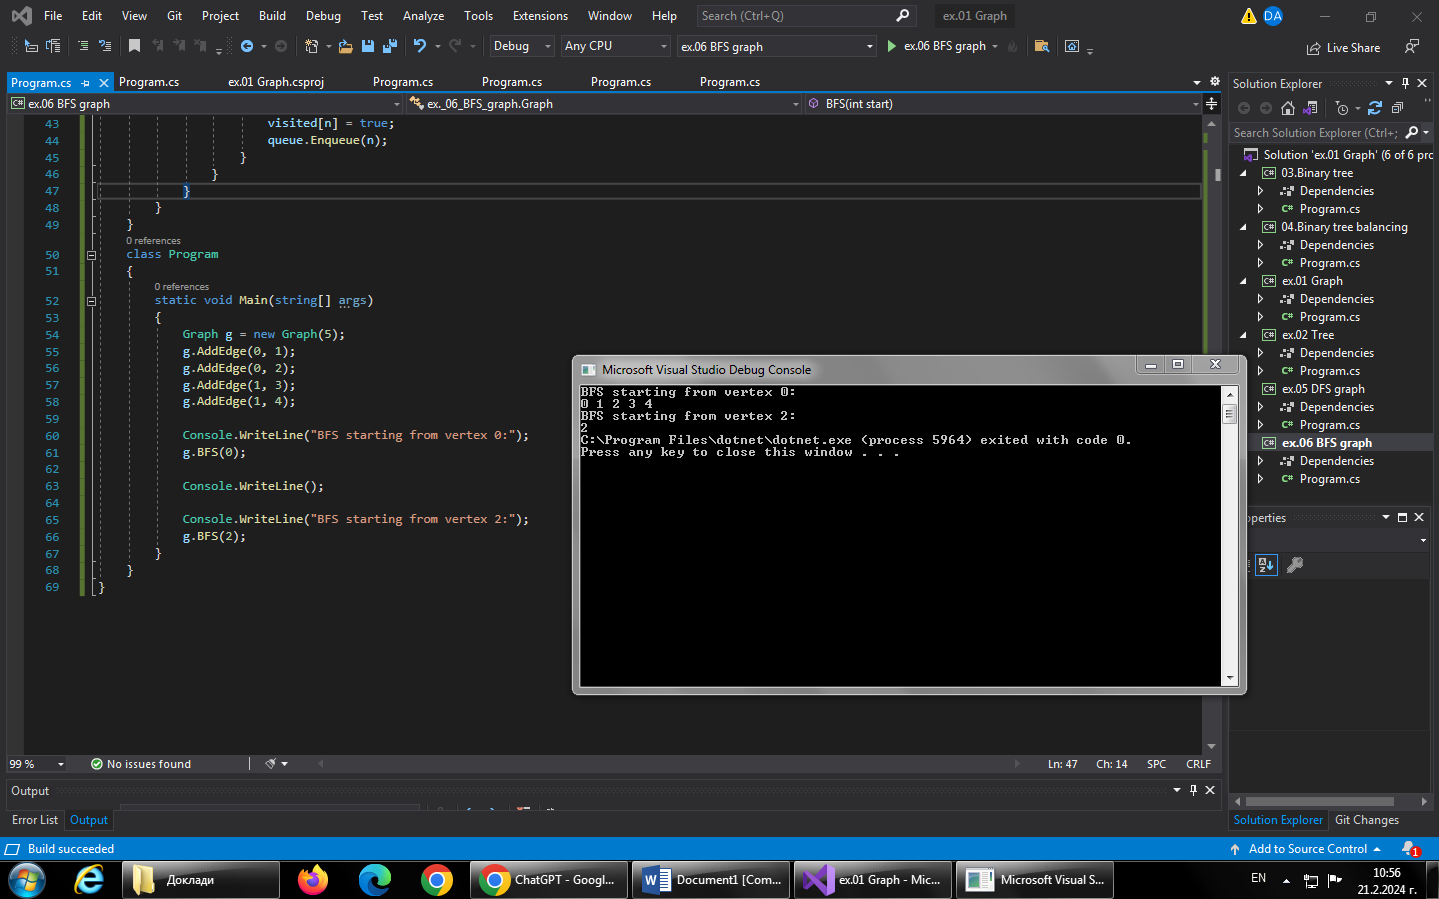 File Edit View Git Project Build Debug Test Analyze Tools Extensions Window Help Search (Ctrl+Q) ex.01 Graph DA
Debug Any CPU ex.06 BFS graph ex.06 BFS graph Live Share
Program.cs Program.cs ex.01 Graph.csproj Program.cs Program.cs Program.cs Program.cs
ex.06 BFS graph ex._06_BFS_graph.Graph BFS(int start)
43 visited[n] = true;
44 queue.Enqueue(n);
45 }
46 }
47 }
48 }
49 }
0 references
50 class Program
51 {
0 references
52 static void Main(string[] args)
53 {
54 Graph g = new Graph(5);
55 g.AddEdge(0, 1);
56 g.AddEdge(0, 2);
57 g.AddEdge(1, 3);
58 g.AddEdge(1, 4);
59
60 Console.WriteLine("BFS starting from vertex 0:");
61 g.BFS(0);
62
63 Console.WriteLine();
64
65 Console.WriteLine("BFS starting from vertex 2:");
66 g.BFS(2);
67 }
68 }
69 }
Microsoft Visual Studio Debug Console
BFS starting from vertex 0:
0 1 2 3 4
BFS starting from vertex 2:
2
C:\Program Files\dotnet\dotnet.exe (process 5964) exited with code 0.
Press any key to close this window . . .
Solution Explorer
Search Solution Explorer (Ctrl+;
Solution 'ex.01 Graph' (6 of 6 pro
03.Binary tree
Dependencies
Program.cs
04.Binary tree balancing
Dependencies
Program.cs
ex.01 Graph
Dependencies
Program.cs
ex.02 Tree
Dependencies
Program.cs
ex.05 DFS graph
Dependencies
Program.cs
ex.06 BFS graph
Dependencies
Program.cs
operties
Solution Explorer Git Changes
99 % No issues found Ln: 47 Ch: 14 SPC CRLF
Output
Error List Output
Build succeeded Add to Source Control 1
Доклади ChatGPT - Googl... Document1 [Com... ex.01 Graph - Mic... Microsoft Visual S... EN 10:56
21.2.2024 г.